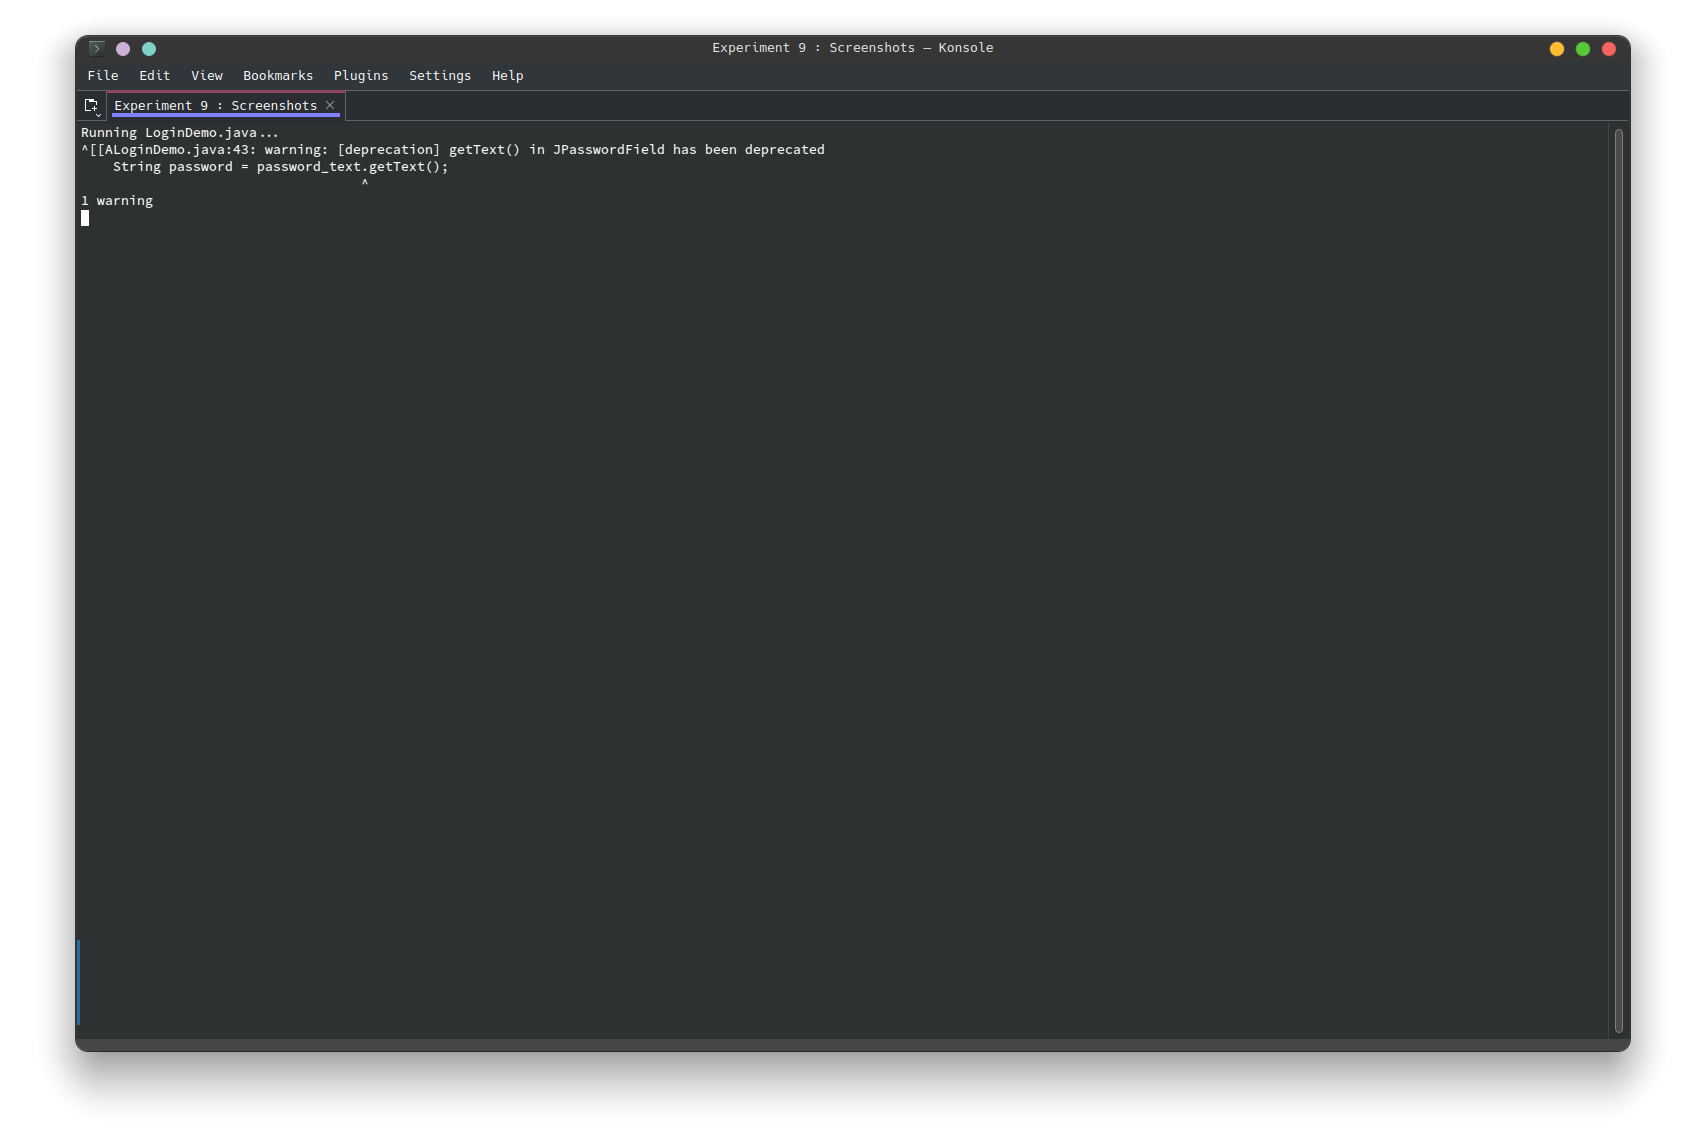 Experiment 9 : Screenshots — Konsole
File Edit View Bookmarks Plugins Settings Help
Experiment 9 : Screenshots
Running LoginDemo.java...
^[[ALoginDemo.java:43: warning: [deprecation] getText() in JPasswordField has been deprecated
    String password = password_text.getText();
                                   ^
1 warning